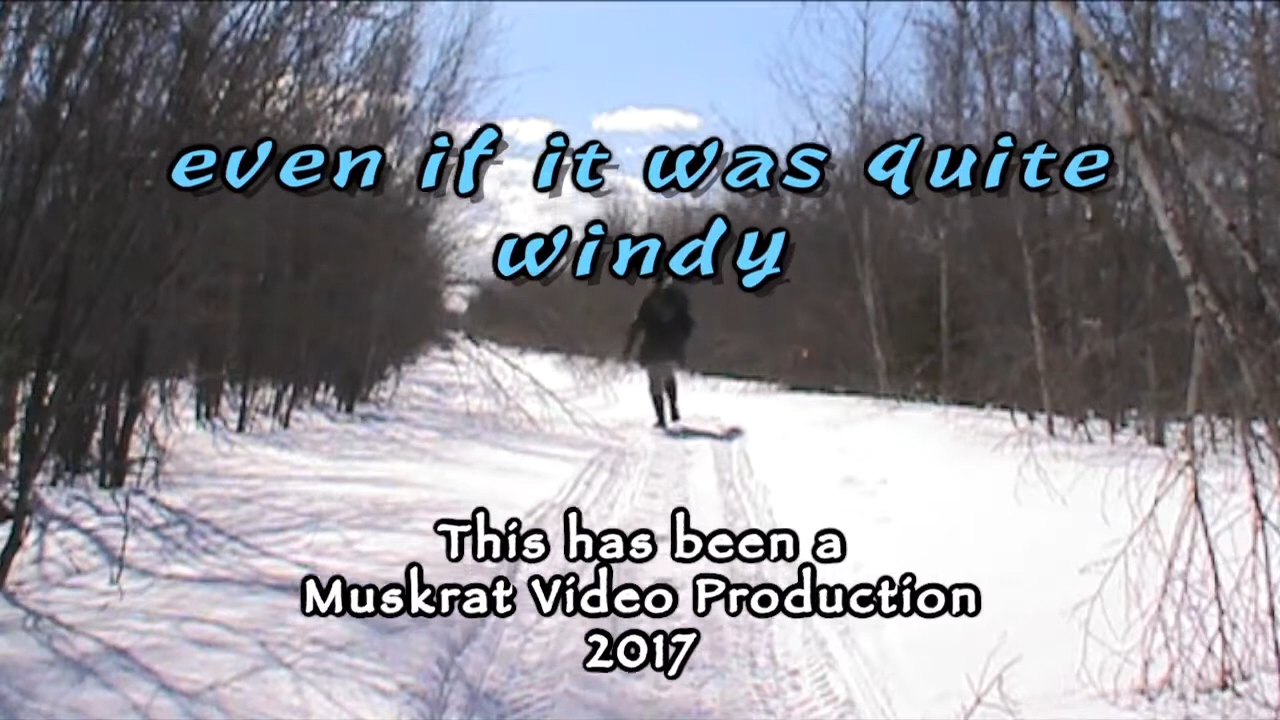 even if it was quite
windy
This has been a
Muskrat Video Production
2017